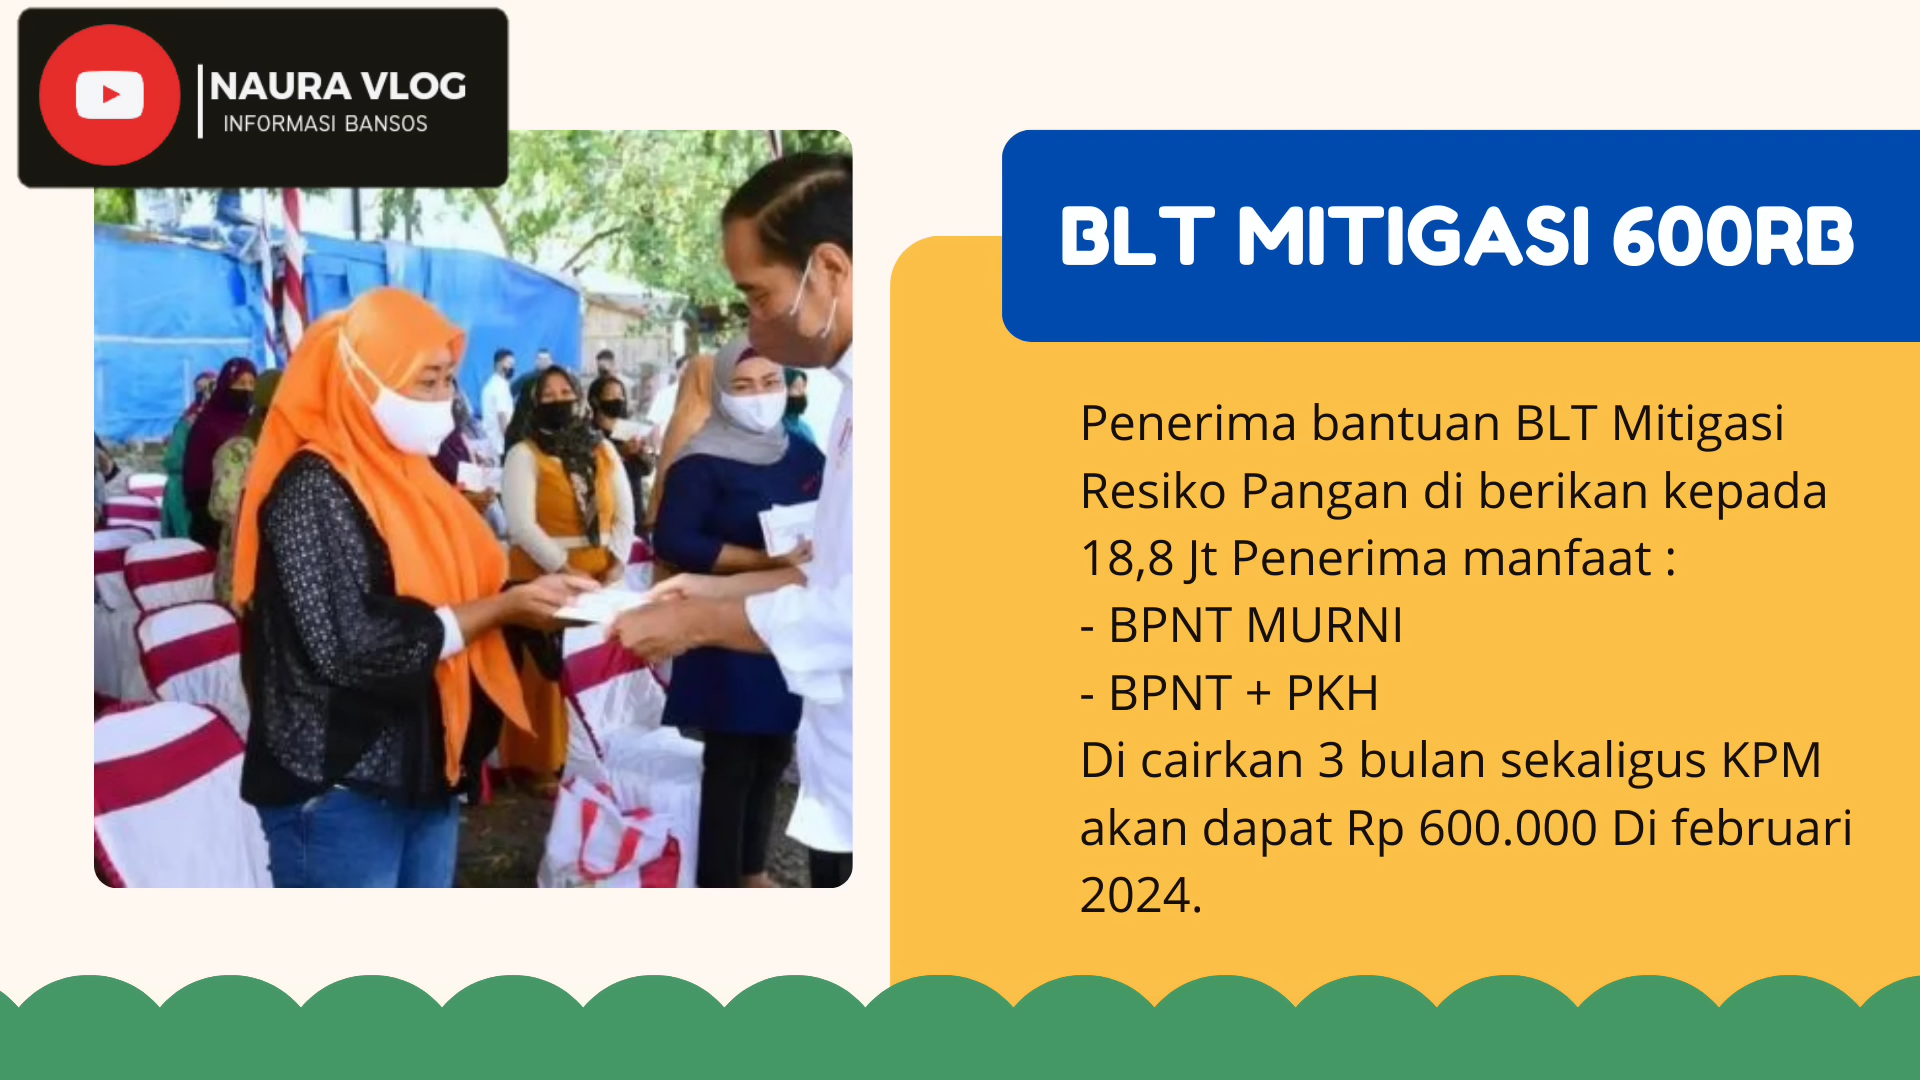 NAURA VLOG
INFORMASI BANSOS
BLT MITIGASI 600RB
Penerima bantuan BLT Mitigasi
Resiko Pangan di berikan kepada
18,8 Jt Penerima manfaat :
- BPNT MURNI
- BPNT + PKH
Di cairkan 3 bulan sekaligus KPM
akan dapat Rp 600.000 Di februari
2024.